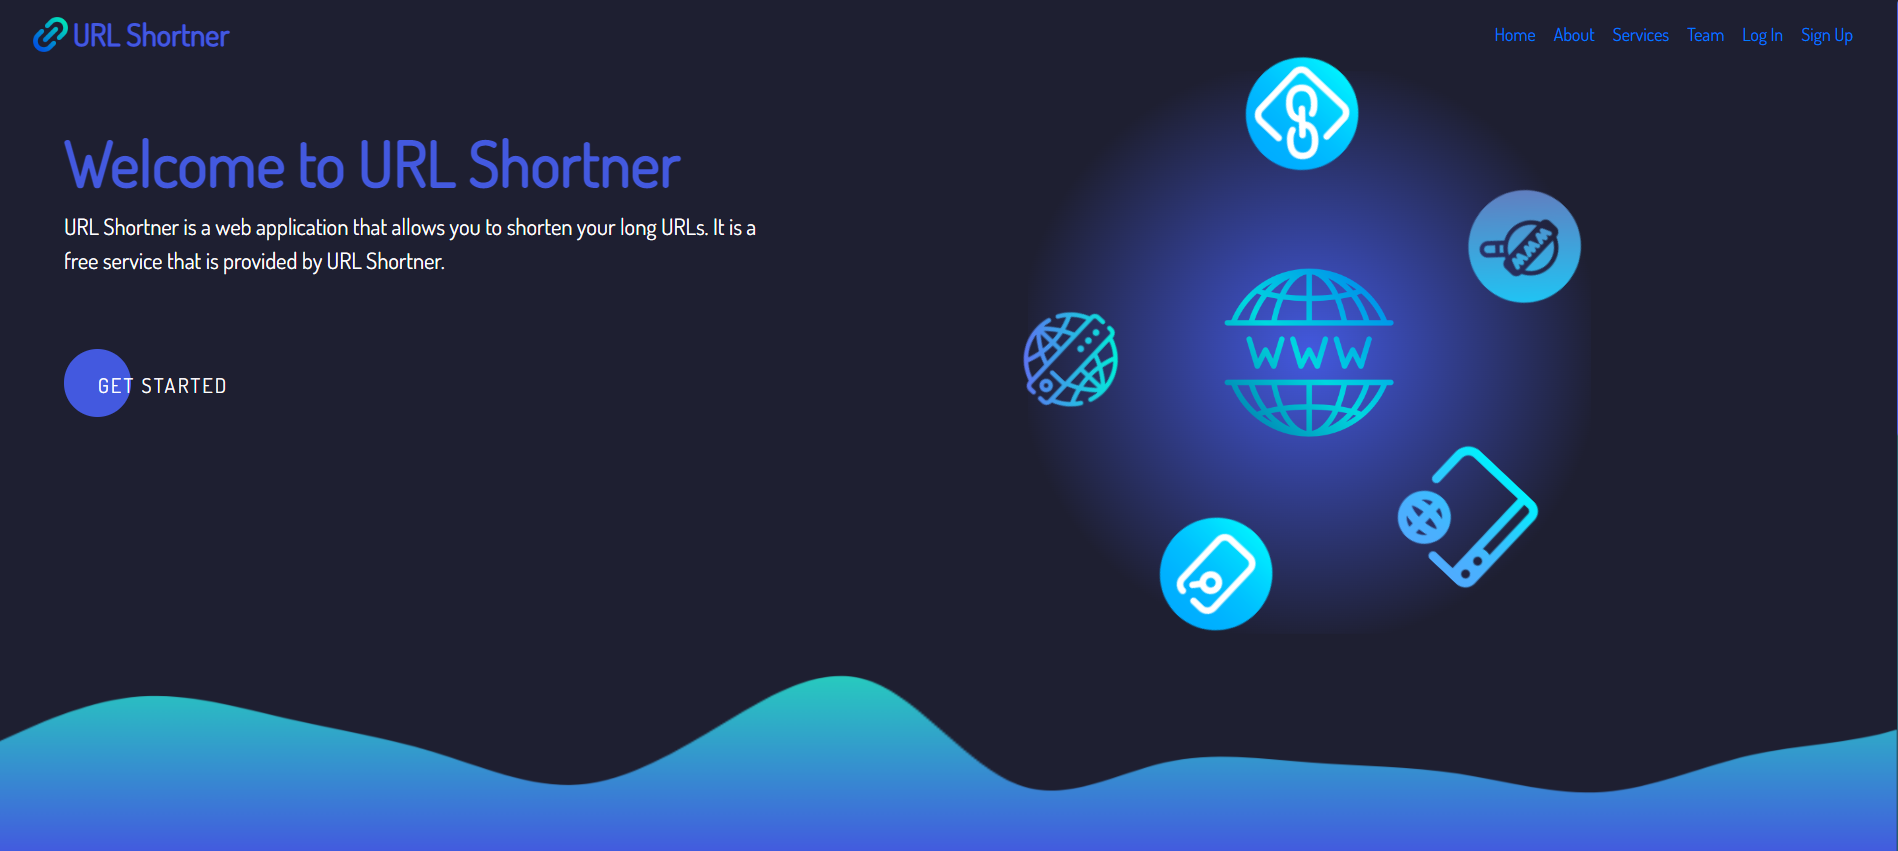 URL Shortner
Home About Services Team Log In Sign Up
Welcome to URL Shortner
URL Shortner is a web application that allows you to shorten your long URLs. It is a
free service that is provided by URL Shortner.
GET STARTED
WWW